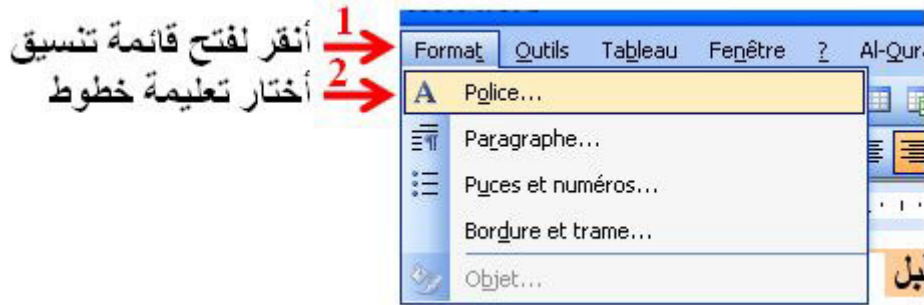 1 أنقر لفتح قائمة تنسيق
2 أختار تعليمة خطوط
Format Outils Tableau Fenêtre ? Al-Qur
Police...
Paragraphe...
Puces et numéros...
Bordure et trame...
Objet...